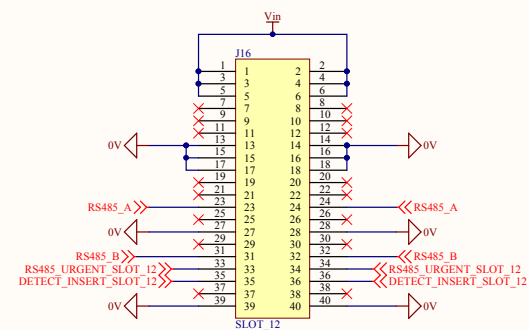 Vin
J16
1 1 2 2
3 3 4 4
5 5 6 6
7 7 8 8
9 9 10 10
11 11 12 12
0V 13 13 14 14 0V
15 15 16 16
17 17 18 18
19 19 20 20
21 21 22 22
RS485_A 23 23 24 24 RS485_A
25 25 26 26
0V 27 27 28 28 0V
29 29 30 30
RS485_B 31 31 32 32 RS485_B
RS485_URGENT_SLOT_12 33 33 34 34 RS485_URGENT_SLOT_12
DETECT_INSERT_SLOT_12 35 35 36 36 DETECT_INSERT_SLOT_12
37 37 38 38
0V 39 39 40 40 0V
SLOT_12